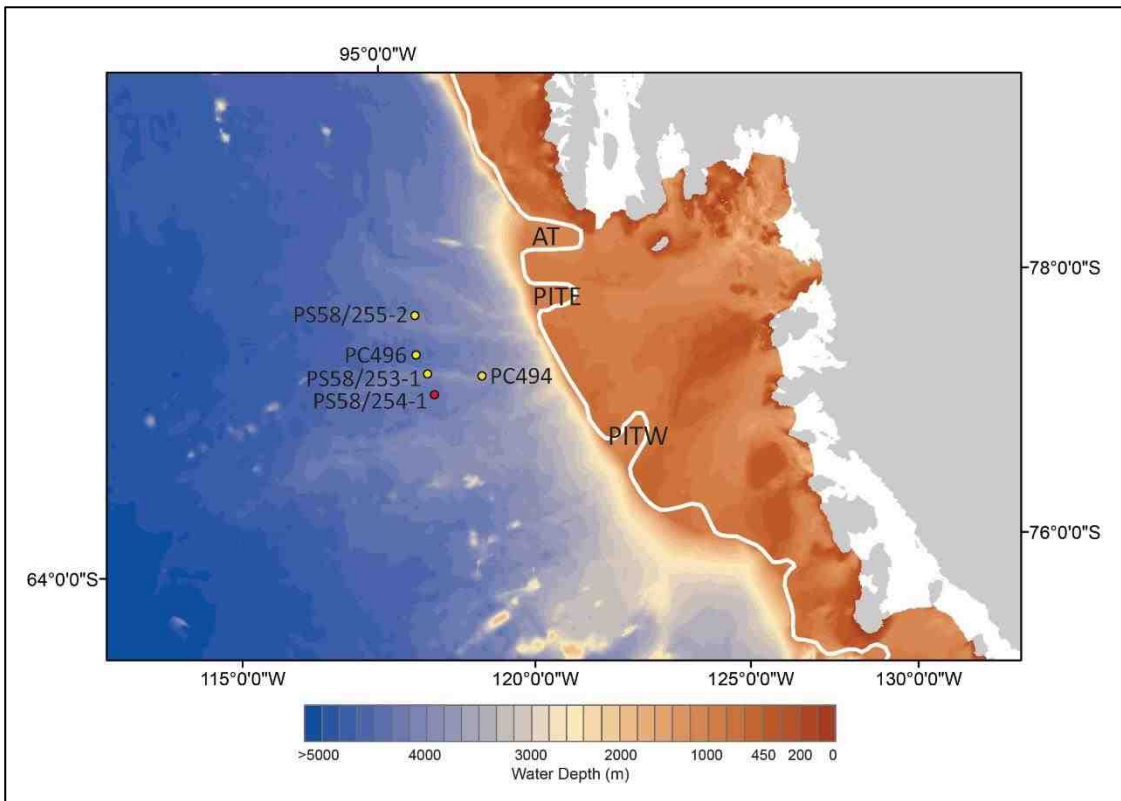 95°0'0"W
AT
78°0'0"S
PITE
PS58/255-2
PC496
PS58/253-1
PC494
PS58/254-1
PITW
76°0'0"S
64°0'0"S
115°0'0"W
120°0'0"W
125°0'0"W
130°0'0"W
>5000
4000
3000
2000
1000
450
200
0
Water Depth (m)